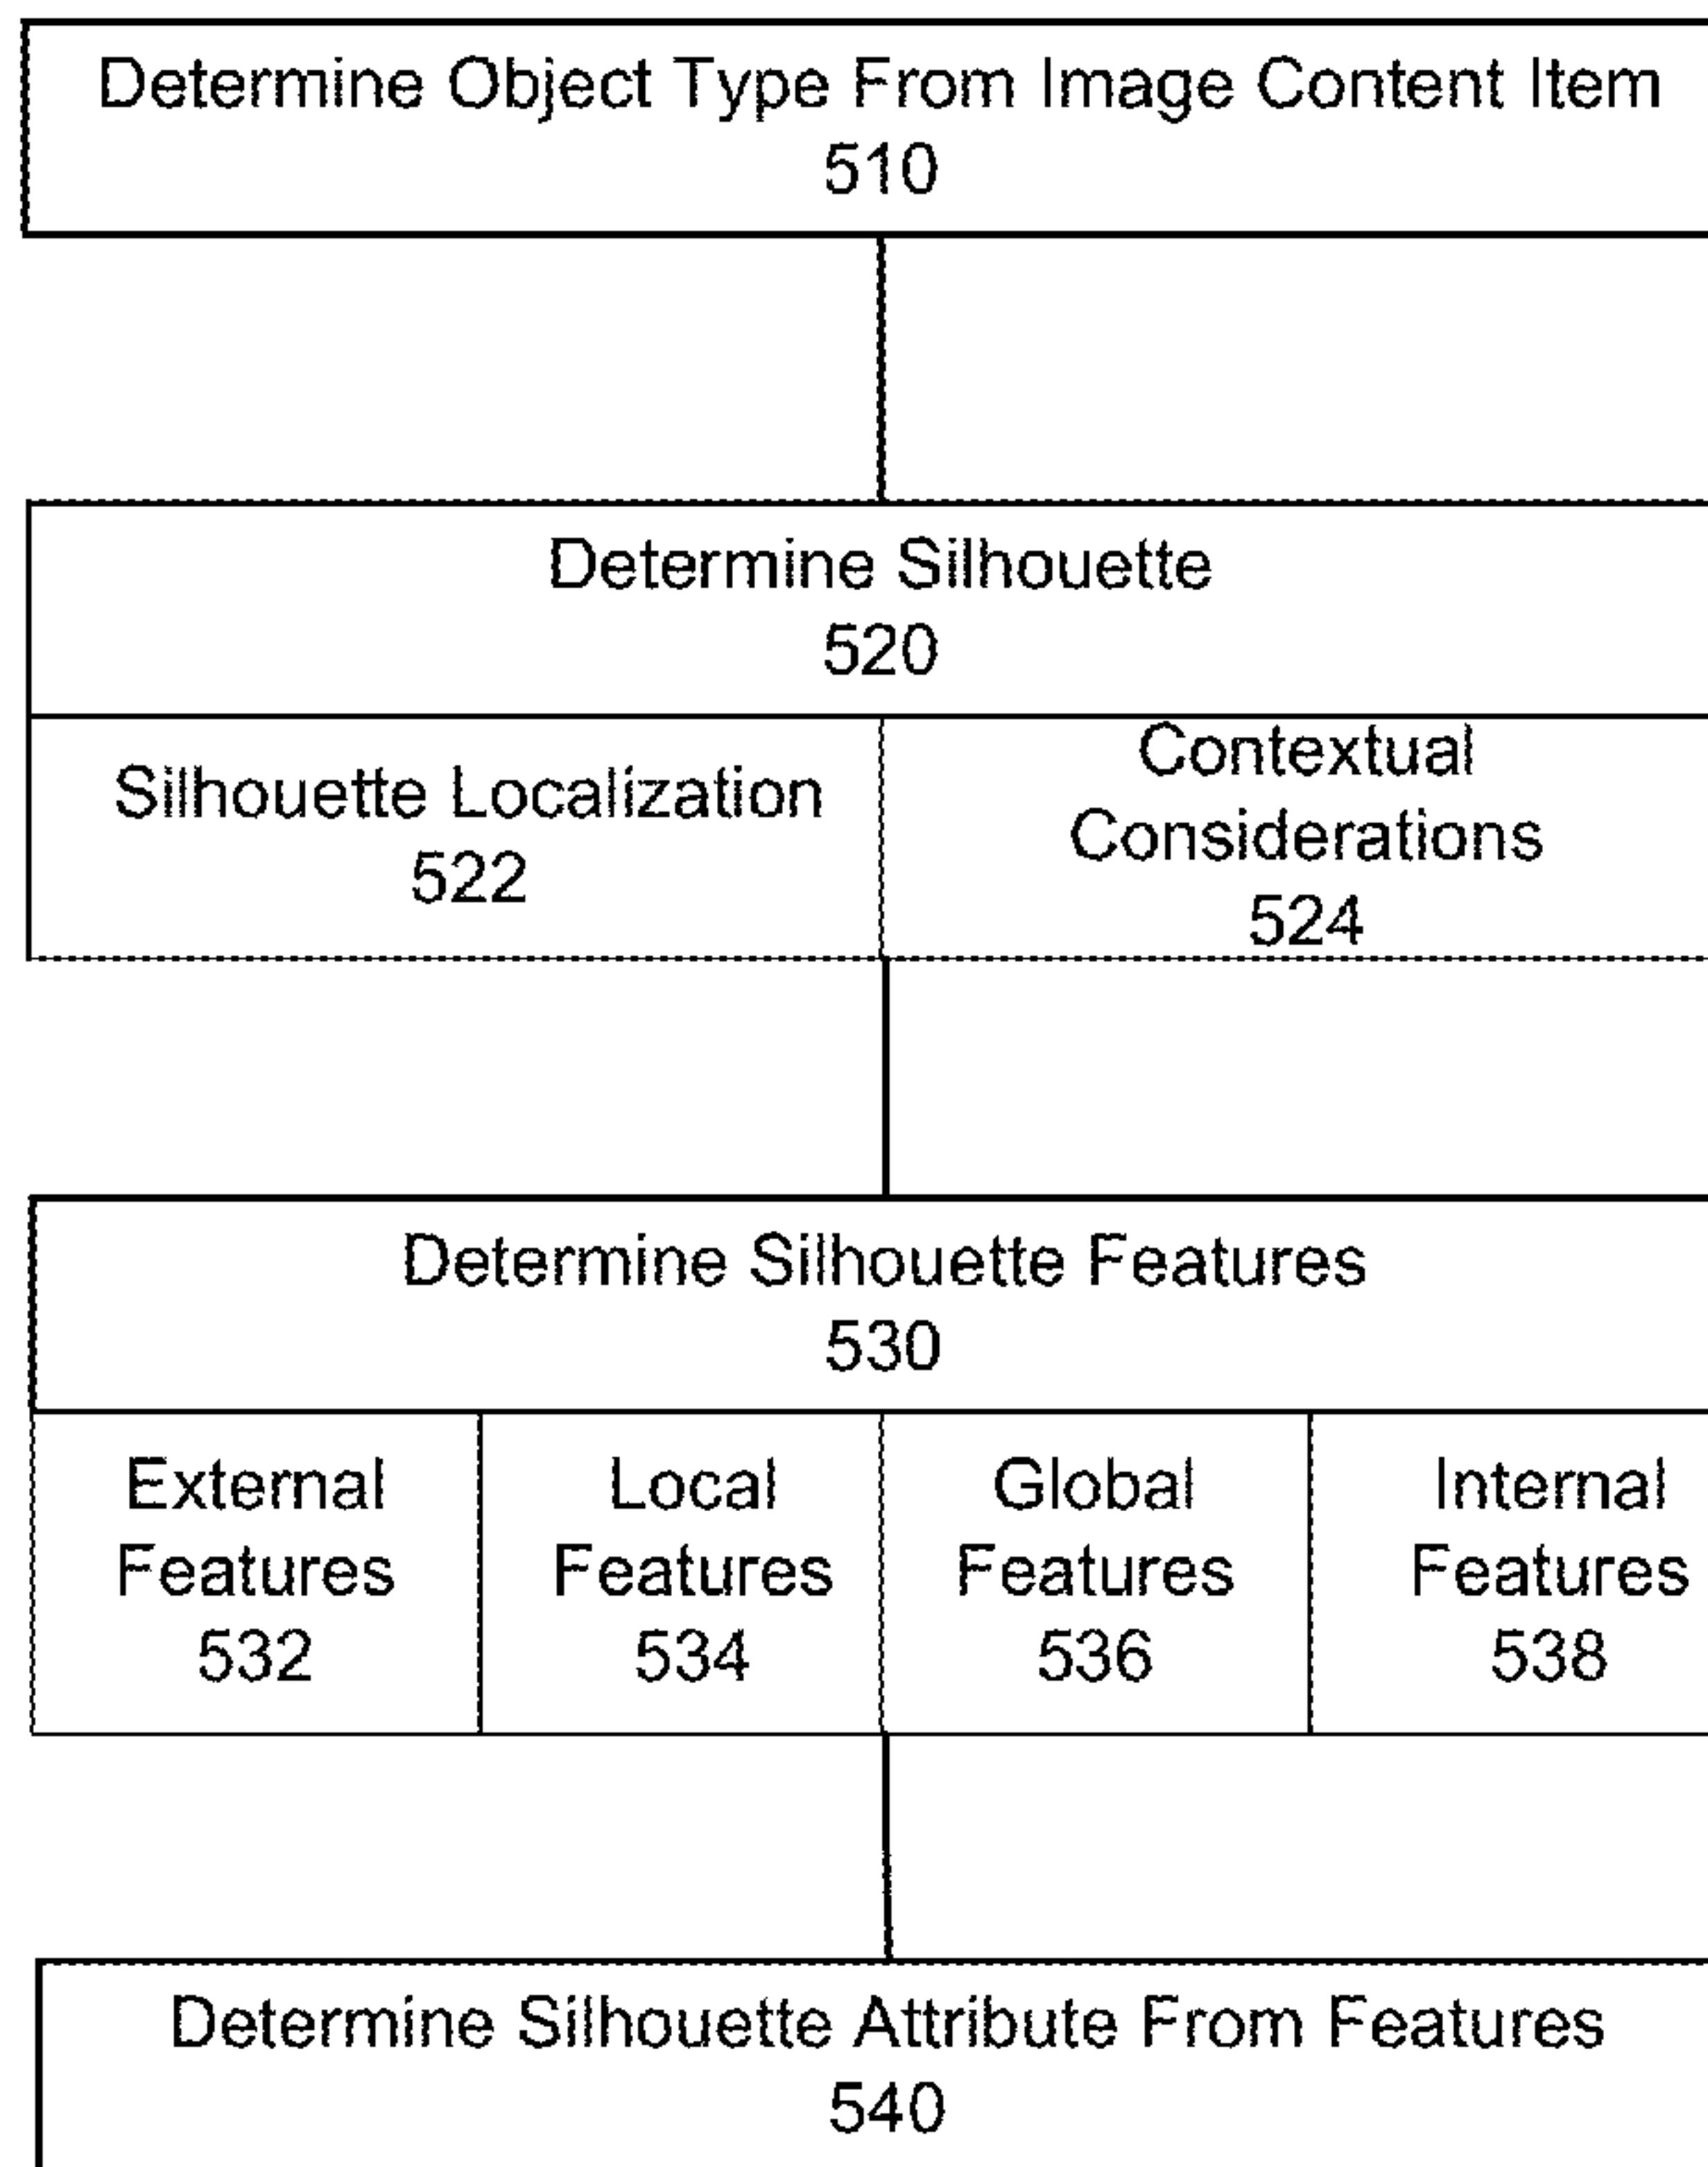 Determine Object Type From Image Content Item
510
Determine Silhouette
520
Silhouette Localization
522
Contextual
Considerations
524
Determine Silhouette Features
530
External
Features
532
Local
Features
534
Global
Features
536
Internal
Features
538
Determine Silhouette Attribute From Features
540